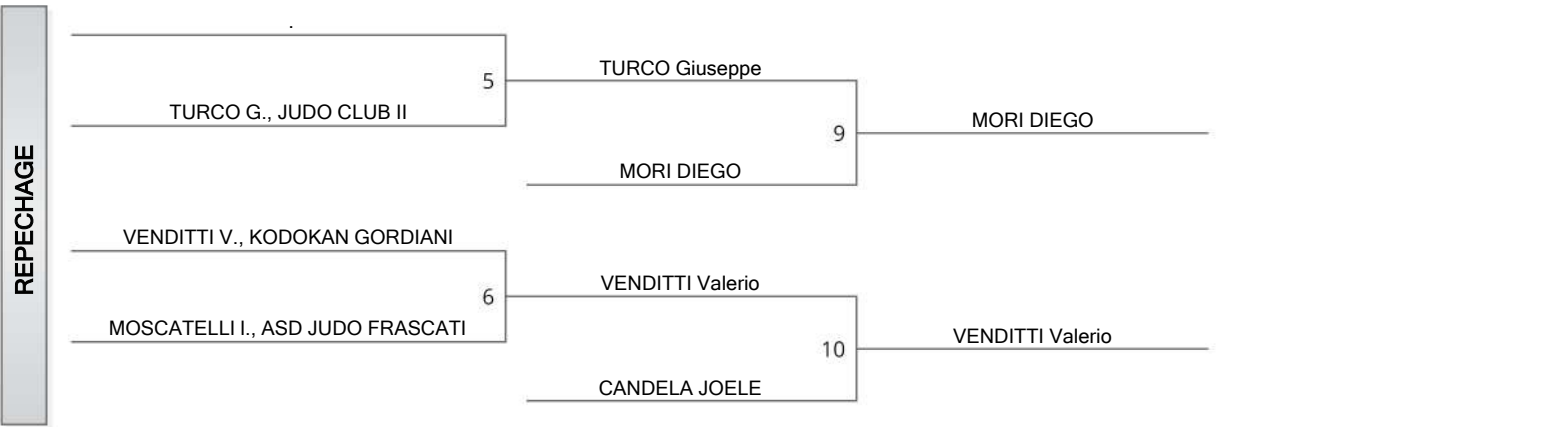 REPECHAGE
.
5
TURCO G., JUDO CLUB II
TURCO Giuseppe
9
MORI DIEGO
MORI DIEGO
VENDITTI V., KODOKAN GORDIANI
6
MOSCATELLI I., ASD JUDO FRASCATI
VENDITTI Valerio
10
CANDELA JOELE
VENDITTI Valerio